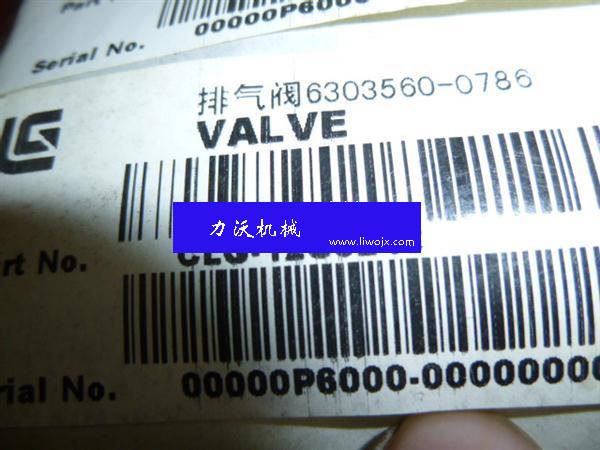 00000P6000
Serial No.
排气阀6303560-0786
VALVE
力沃机械
www.liwojx.com
rt No.
rial No.
00000P6000-00000000